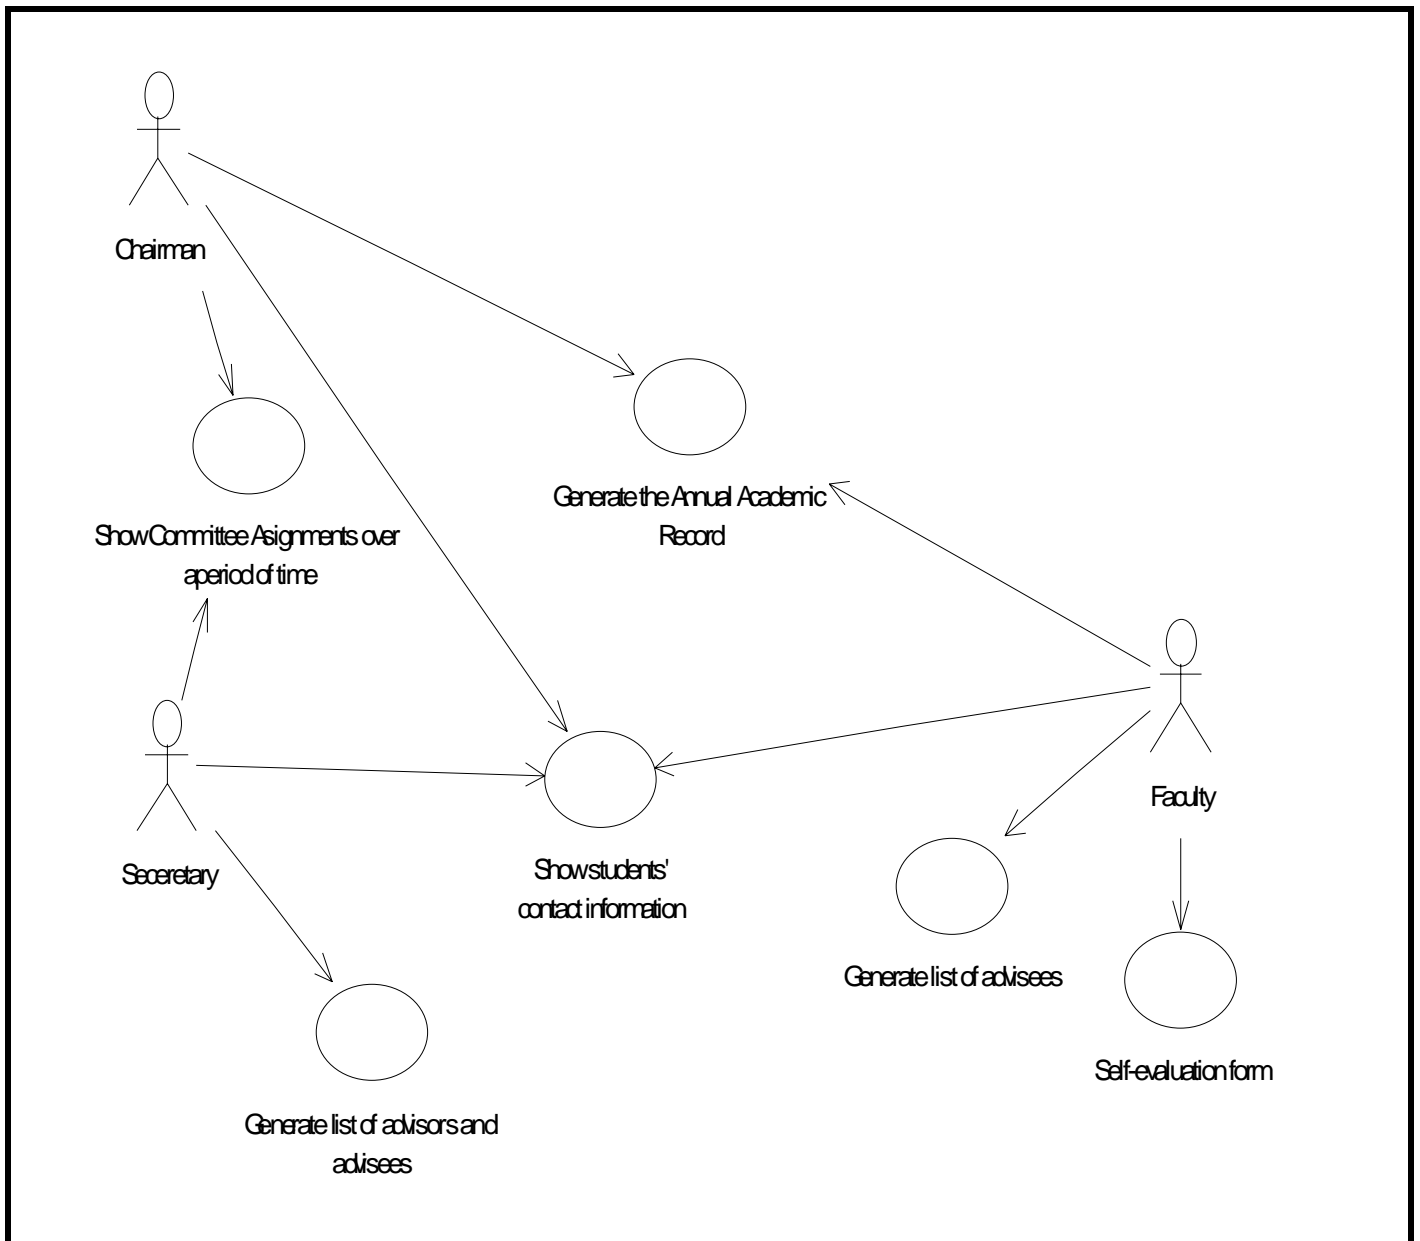 Chairman
Generate the Annual Academic
Record
Show Committee Asignments over
a period of time
Faculty
Seceretary
Show students'
contact information
Generate list of advisees
Self-evaluation form
Generate list of advisors and
advisees